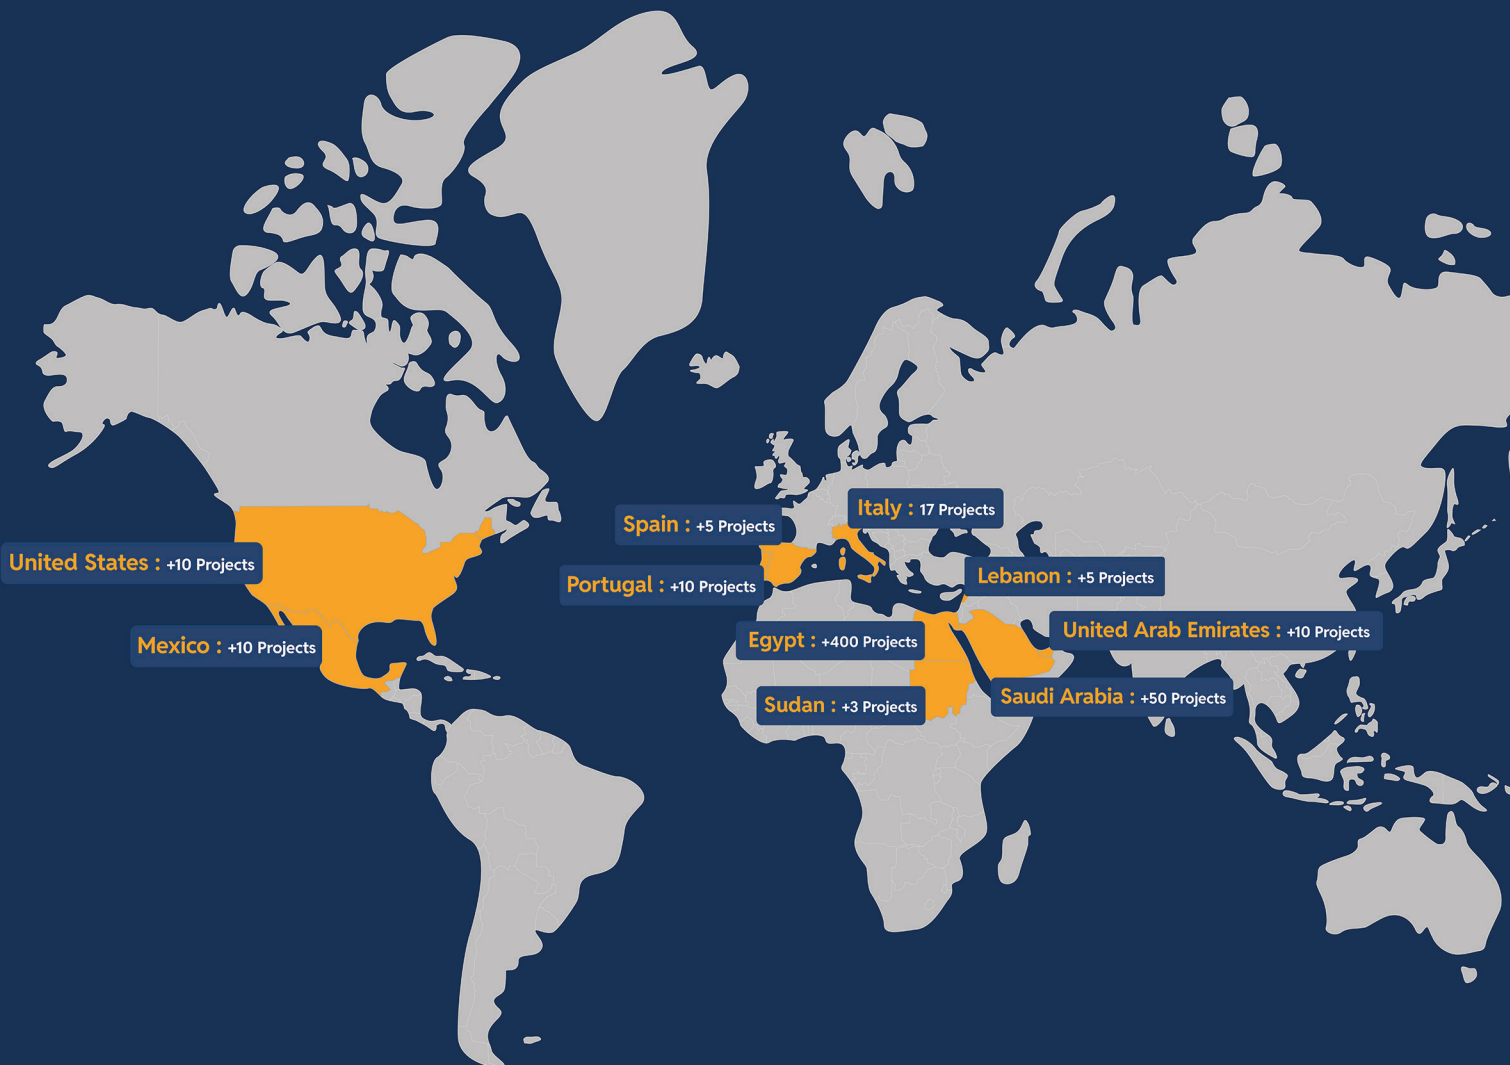 Italy : 17 Projects
Spain : +5 Projects
United States : +10 Projects
Lebanon : +5 Projects
Portugal : +10 Projects
United Arab Emirates : +10 Projects
Egypt : +400 Projects
Mexico : +10 Projects
Saudi Arabia : +50 Projects
Sudan : +3 Projects